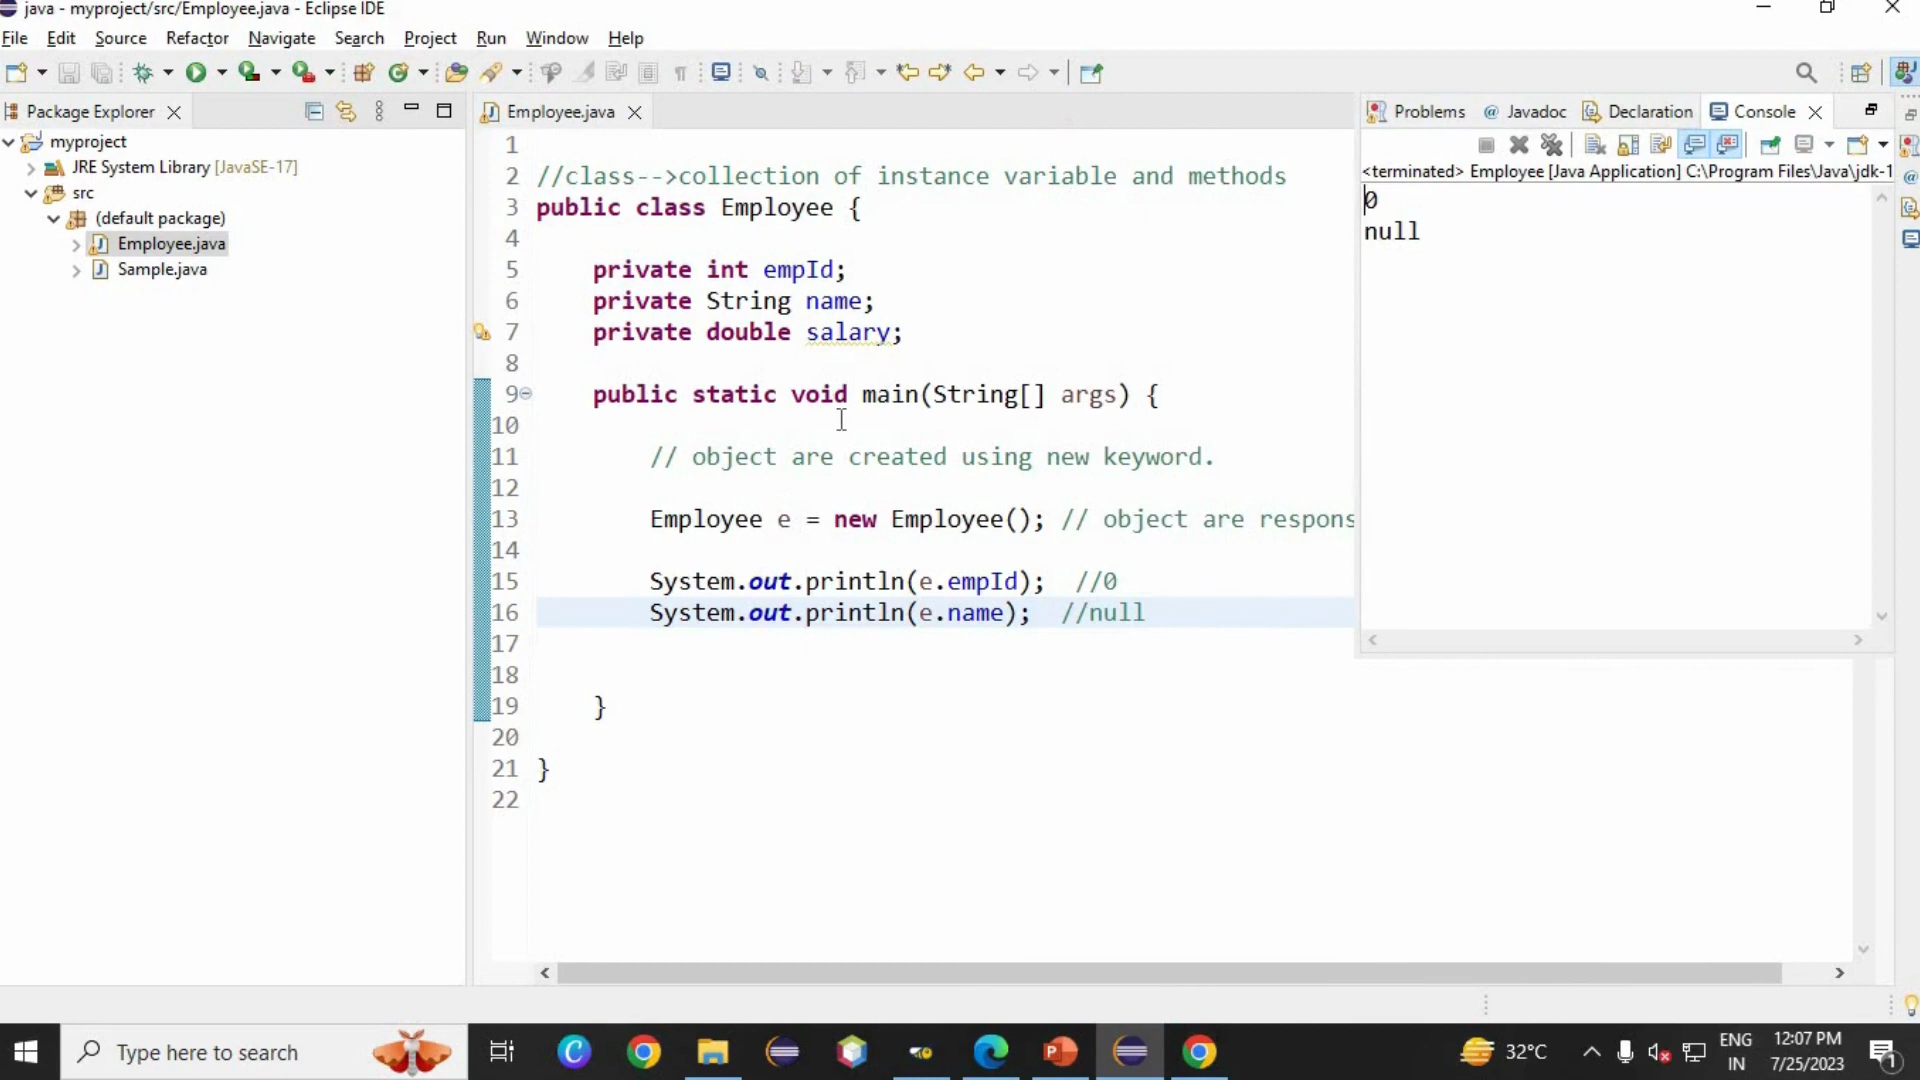 java - myproject/src/Employee.java - Eclipse IDE
File Edit Source Refactor Navigate Search Project Run Window Help
Package Explorer
Employee.java
Problems @ Javadoc Declaration Console
myproject
JRE System Library [JavaSE-17]
src
(default package)
Employee.java
Sample.java
1
2 //class-->collection of instance variable and methods
3 public class Employee {
4
5 private int empId;
6 private String name;
7 private double salary;
8
9 public static void main(String[] args) {
10
11 // object are created using new keyword.
12
13 Employee e = new Employee(); // object are respons
14
15 System.out.println(e.empId); //0
16 System.out.println(e.name); //null
17
18
19 }
20
21 }
22
<terminated> Employee [Java Application] C:\Program Files\Java\jdk-1
0
null
Type here to search
32°C
ENG
IN
12:07 PM
7/25/2023
1